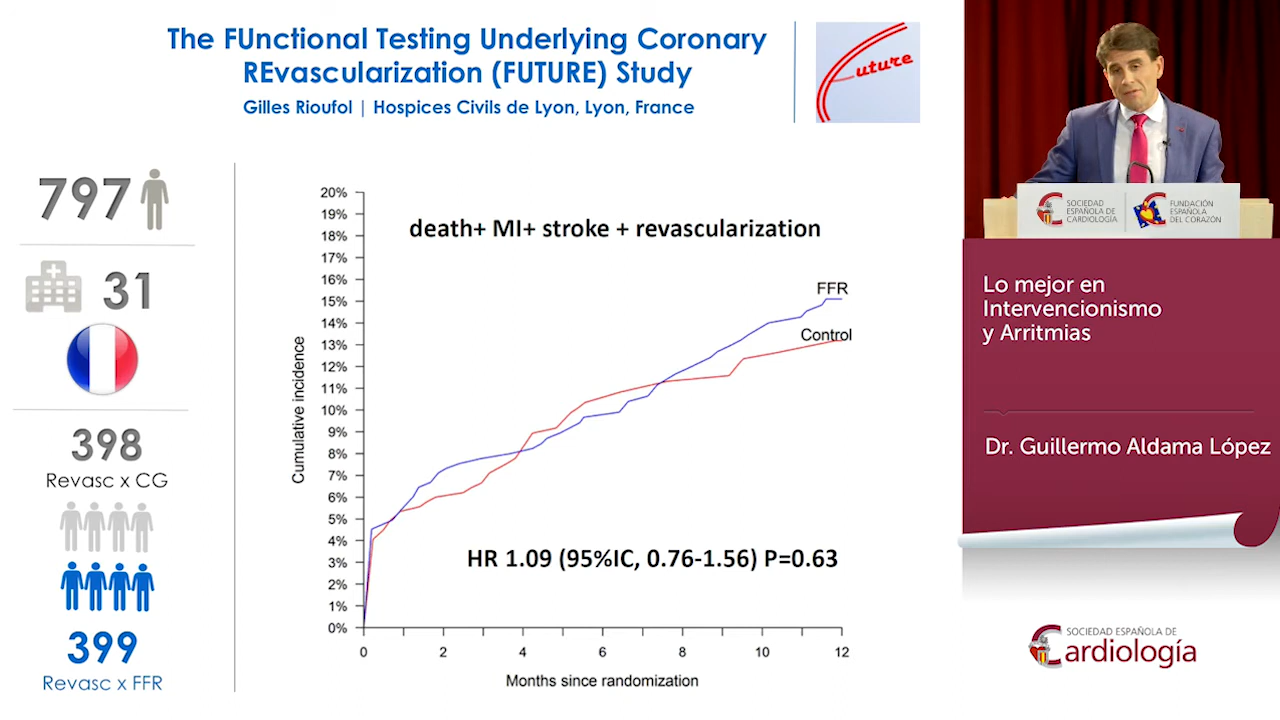 The FUnctional Testing Underlying Coronary
REvascularization (FUTURE) Study
Gilles Rioufol | Hospices Civils de Lyon, Lyon, France
uture
797
31
398
Revasc x CG
399
Revasc x FFR
death+ MI+ stroke + revascularization
20%
19%
18%
17%
16%
15%
14%
13%
12%
11%
10%
9%
8%
7%
6%
5%
4%
3%
2%
1%
0%
Cumulative incidence
FFR
Control
HR 1.09 (95%IC, 0.76-1.56) P=0.63
0 2 4 6 8 10 12
Months since randomization
SOCIEDAD
ESPAÑOLA DE
CARDIOLOGÍA
FUNDACIÓN
ESPAÑOLA
DEL CORAZÓN
Lo mejor en
Intervencionismo
y Arritmias
Dr. Guillermo Aldama López
SOCIEDAD ESPAÑOLA DE
Cardiología